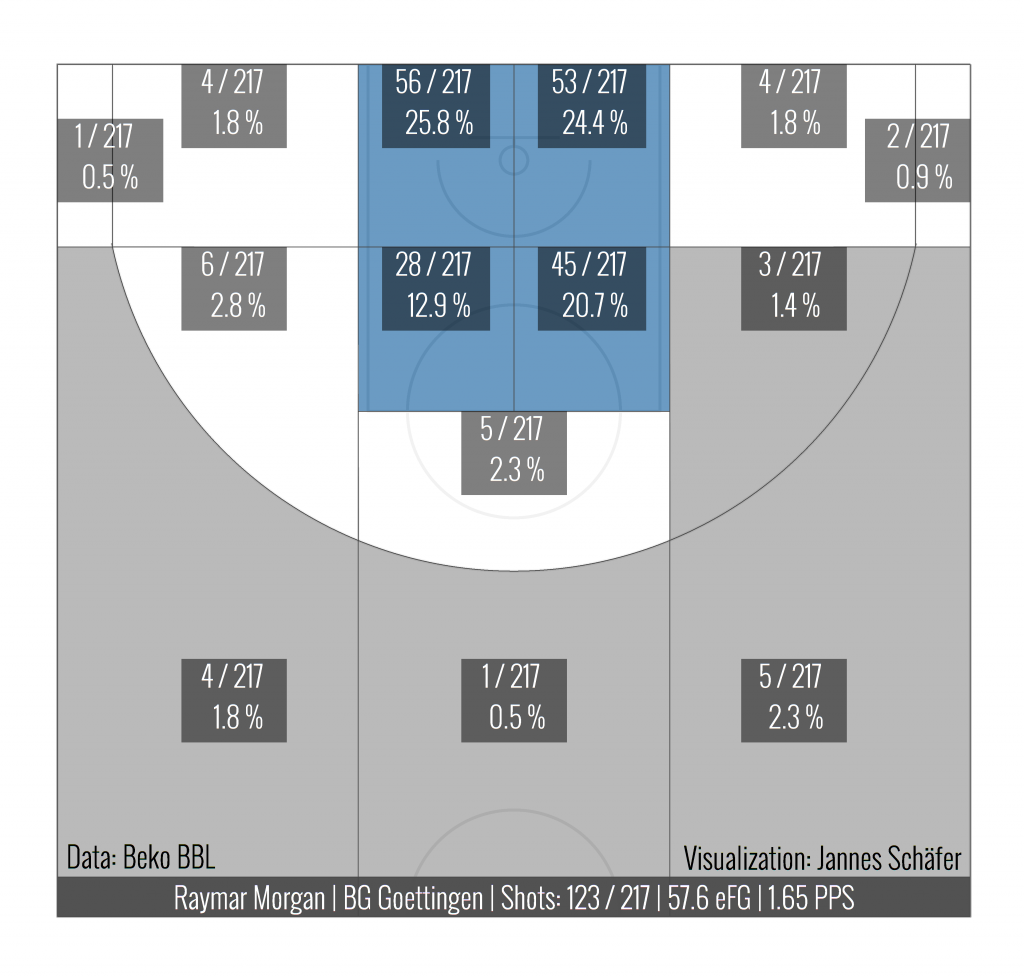 4 / 217
1.8 %
56 / 217
25.8 %
53 / 217
24.4 %
4 / 217
1.8 %
1 / 217
0.5 %
2 / 217
0.9 %
6 / 217
2.8 %
28 / 217
12.9 %
45 / 217
20.7 %
3 / 217
1.4 %
5 / 217
2.3 %
4 / 217
1.8 %
1 / 217
0.5 %
5 / 217
2.3 %
Data: Beko BBL
Visualization: Jannes Schäfer
Raymar Morgan | BG Goettingen | Shots: 123 / 217 | 57.6 eFG | 1.65 PPS